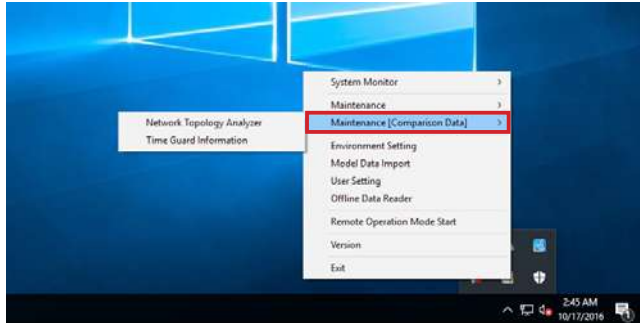 System Monitor
Maintenance
Maintenance [Comparison Data]
Network Topology Analyzer
Time Guard Information
Environment Setting
Model Data Import
User Setting
Offline Data Reader
Remote Operation Mode Start
Version
Exit
2:45 AM
10/17/2016